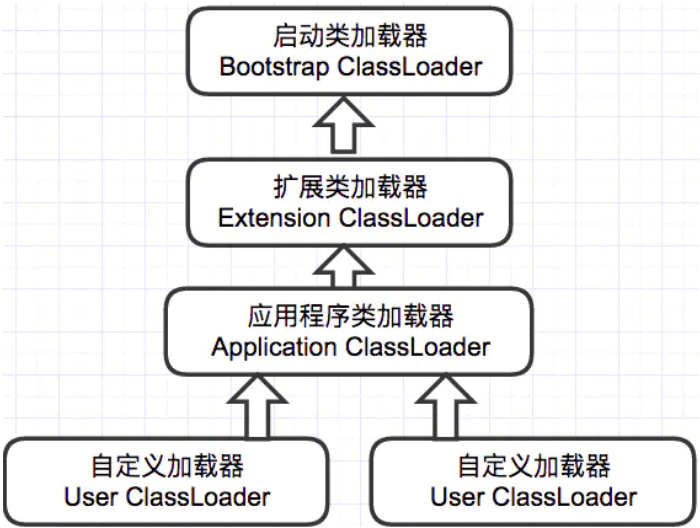 启动类加载器
Bootstrap ClassLoader
扩展类加载器
Extension ClassLoader
应用程序类加载器
Application ClassLoader
自定义加载器
User ClassLoader
自定义加载器
User ClassLoader